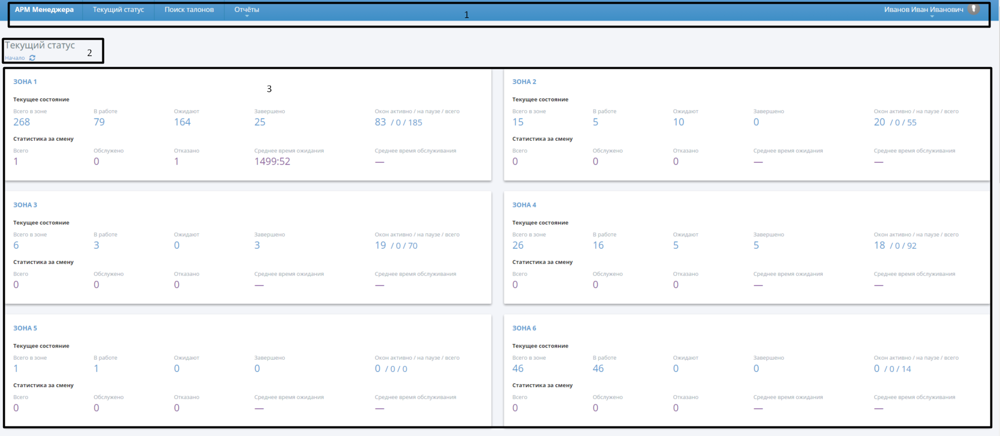 АРМ Менеджера Текущий статус Поиск талонов Отчёты 1 Иванов Иван Иванович
Текущий статус
2
Начало
3
ЗОНА 1
Текущее состояние
Всего в зоне В работе Ожидают Завершено Окон активно / на паузе / всего
268 79 164 25 83 / 0 / 185
Статистика за смену
Всего Обслужено Отказано Среднее время ожидания Среднее время обслуживания
1 0 1 1499:52 —
ЗОНА 2
Текущее состояние
Всего в зоне В работе Ожидают Завершено Окон активно / на паузе / всего
15 5 10 0 20 / 0 / 55
Статистика за смену
Всего Обслужено Отказано Среднее время ожидания Среднее время обслуживания
0 0 0 — —
ЗОНА 3
Текущее состояние
Всего в зоне В работе Ожидают Завершено Окон активно / на паузе / всего
6 3 0 3 19 / 0 / 70
Статистика за смену
Всего Обслужено Отказано Среднее время ожидания Среднее время обслуживания
0 0 0 — —
ЗОНА 4
Текущее состояние
Всего в зоне В работе Ожидают Завершено Окон активно / на паузе / всего
26 16 5 5 18 / 0 / 92
Статистика за смену
Всего Обслужено Отказано Среднее время ожидания Среднее время обслуживания
0 0 0 — —
ЗОНА 5
Текущее состояние
Всего в зоне В работе Ожидают Завершено Окон активно / на паузе / всего
1 1 0 0 0 / 0 / 0
Статистика за смену
Всего Обслужено Отказано Среднее время ожидания Среднее время обслуживания
0 0 0 — —
ЗОНА 6
Текущее состояние
Всего в зоне В работе Ожидают Завершено Окон активно / на паузе / всего
46 46 0 0 0 / 0 / 14
Статистика за смену
Всего Обслужено Отказано Среднее время ожидания Среднее время обслуживания
0 0 0 — —